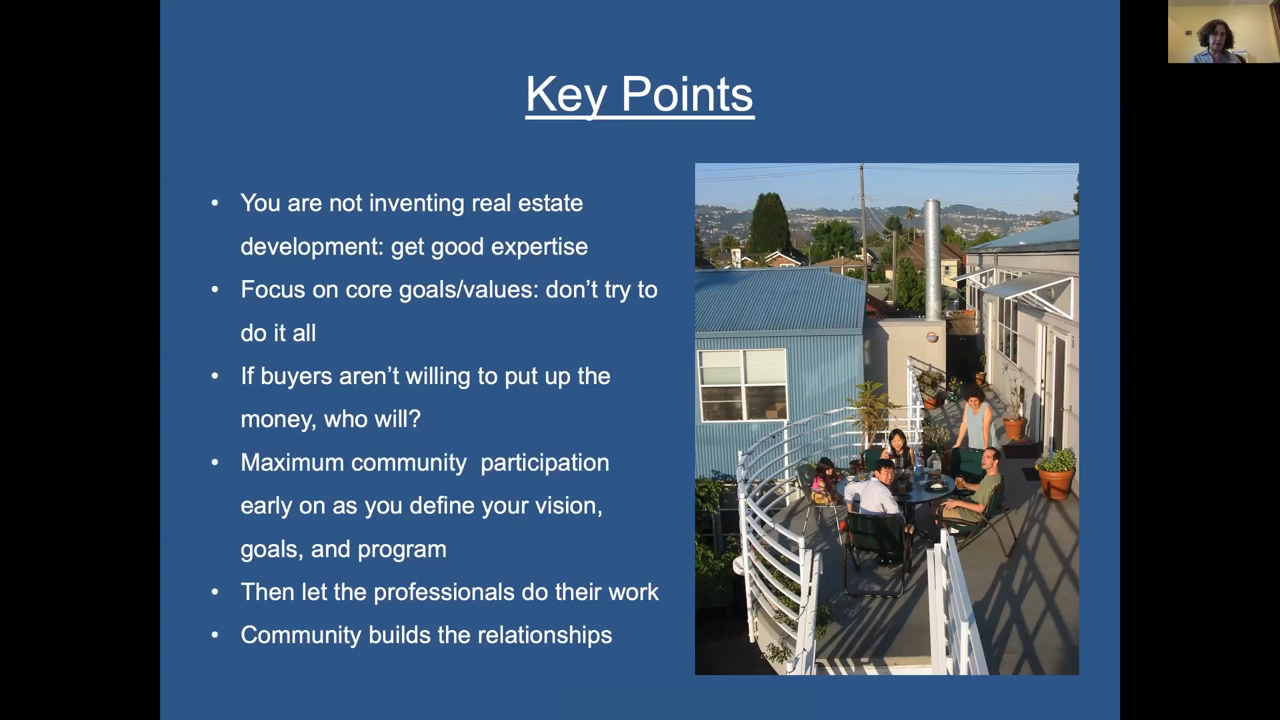 Key Points
• You are not inventing real estate
development: get good expertise
• Focus on core goals/values: don’t try to
do it all
• If buyers aren’t willing to put up the
money, who will?
• Maximum community  participation
early on as you define your vision,
goals, and program
• Then let the professionals do their work
• Community builds the relationships